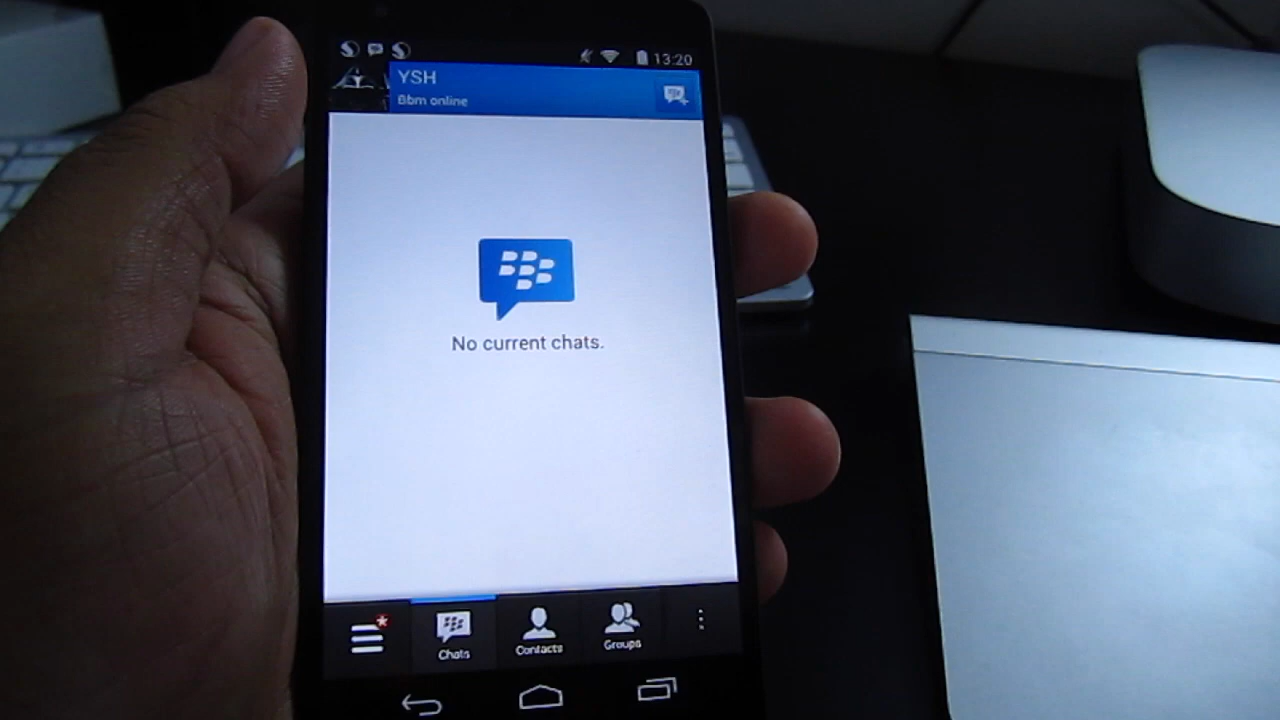 13:20
YSH
Bbm online
No current chats.
Chats
Contacts
Groups